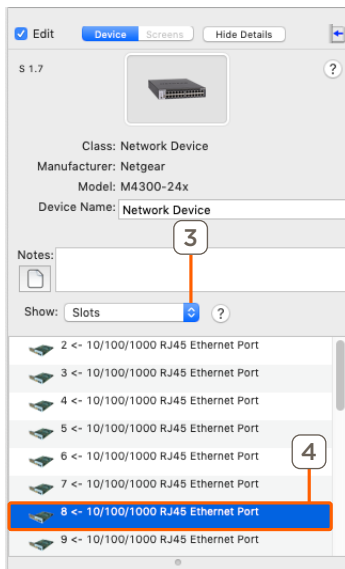 Edit Device Screens Hide Details
S 1.7 ?
Class: Network Device
Manufacturer: Netgear
Model: M4300-24x
Device Name: Network Device
3
Notes:
Show: Slots ?
2 <- 10/100/1000 RJ45 Ethernet Port
3 <- 10/100/1000 RJ45 Ethernet Port
4 <- 10/100/1000 RJ45 Ethernet Port
5 <- 10/100/1000 RJ45 Ethernet Port
6 <- 10/100/1000 RJ45 Ethernet Port
4
7 <- 10/100/1000 RJ45 Ethernet Port
8 <- 10/100/1000 RJ45 Ethernet Port
9 <- 10/100/1000 RJ45 Ethernet Port